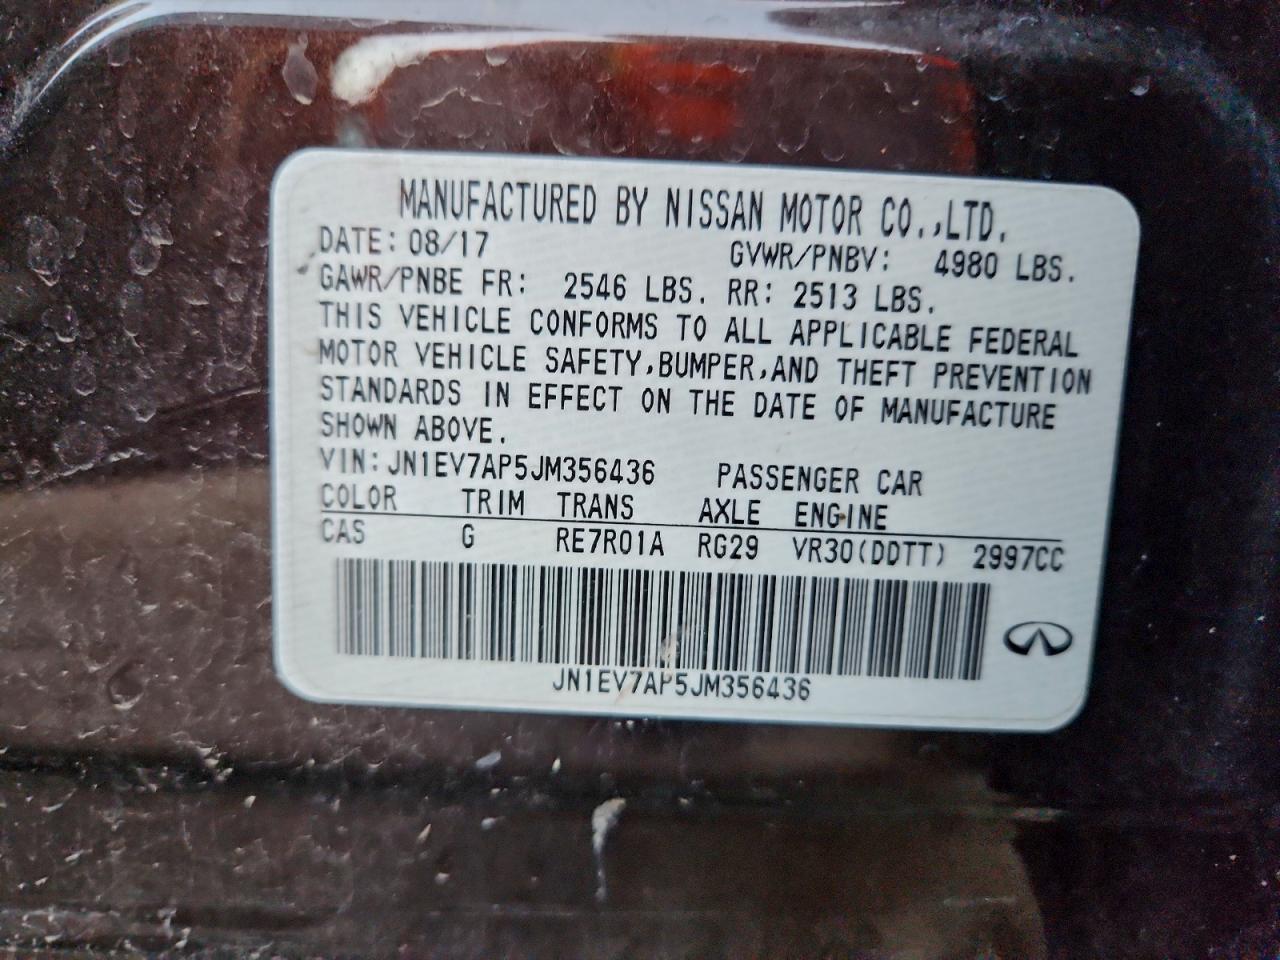 MANUFACTURED BY NISSAN MOTOR CO.,LTD.
DATE: 08/17 GVWR/PNBV: 4980 LBS.
GAWR/PNBE FR: 2546 LBS. RR: 2513 LBS.
THIS VEHICLE CONFORMS TO ALL APPLICABLE FEDERAL
MOTOR VEHICLE SAFETY,BUMPER,AND THEFT PREVENTION
STANDARDS IN EFFECT ON THE DATE OF MANUFACTURE
SHOWN ABOVE.
VIN:JN1EV7AP5JM356436 PASSENGER CAR
COLOR TRIM TRANS AXLE ENGINE
CAS G RE7R01A RG29 VR30(DDTT) 2997CC
JN1EV7AP5JM356436